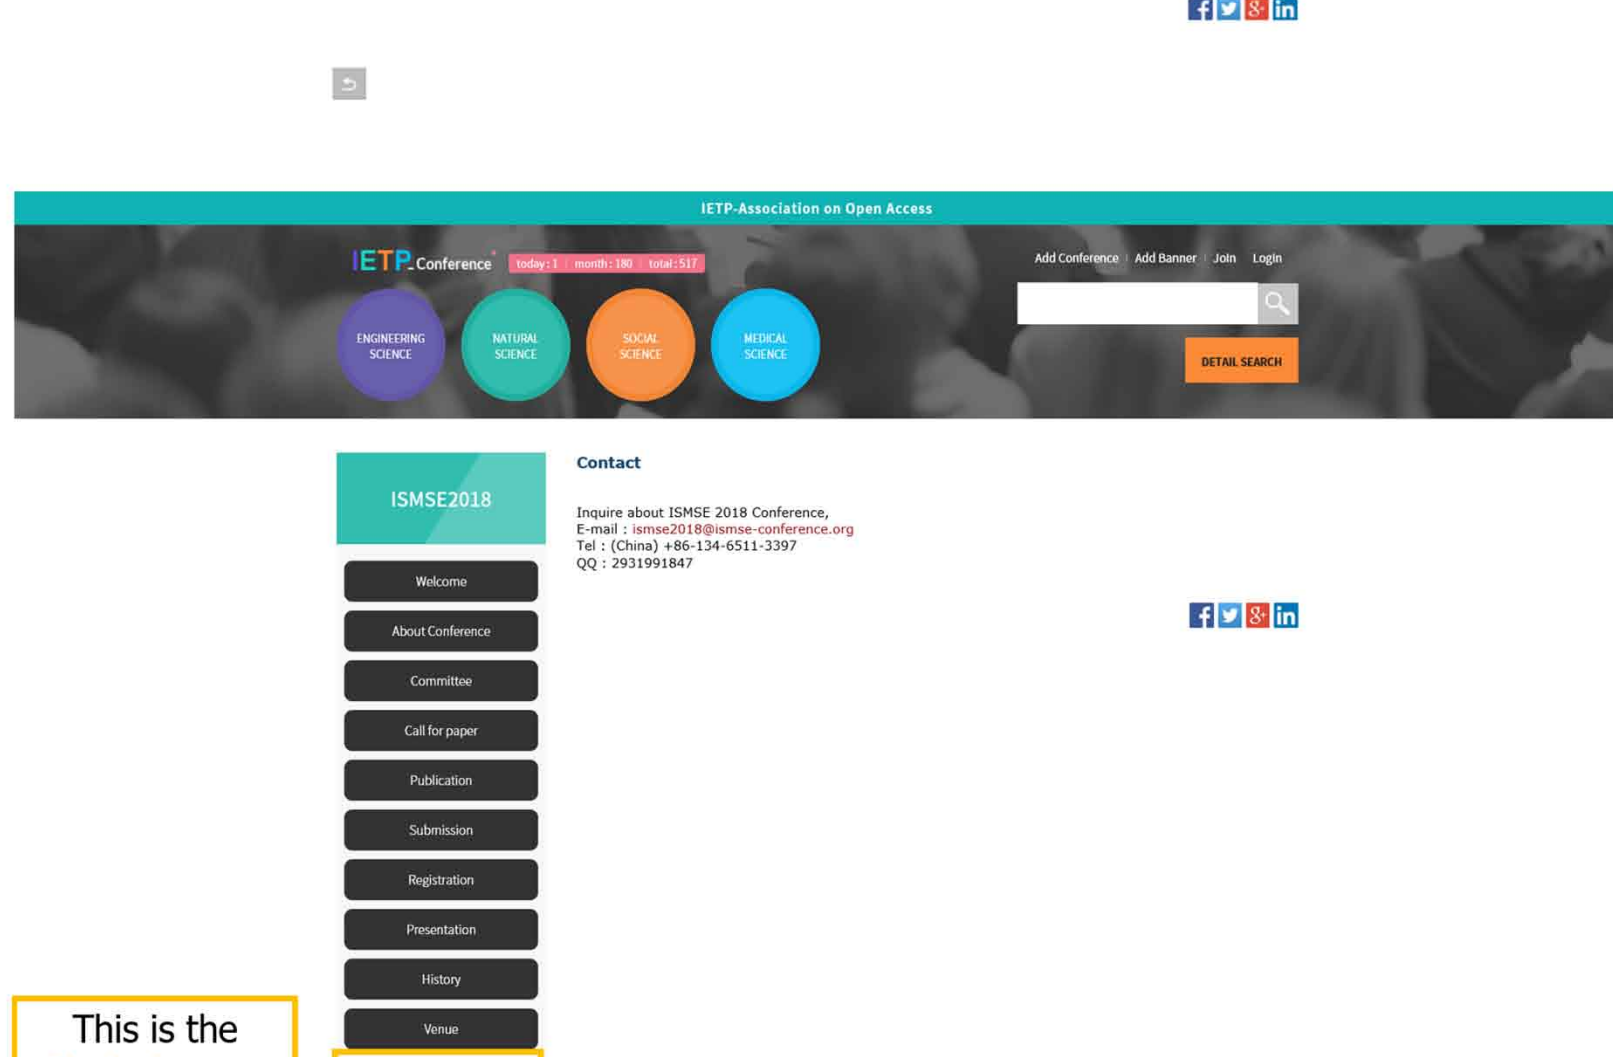 IETP-Association on Open Access
IETP_Conference
today : 1 | month : 180 | total : 517
Add Conference | Add Banner | Join Login
ENGINEERING
SCIENCE
NATURAL
SCIENCE
SOCIAL
SCIENCE
MEDICAL
SCIENCE
DETAIL SEARCH
ISMSE2018
Contact
Inquire about ISMSE 2018 Conference,
E-mail : ismse2018@ismse-conference.org
Tel : (China) +86-134-6511-3397
QQ : 2931991847
Welcome
About Conference
Committee
Call for paper
Publication
Submission
Registration
Presentation
History
Venue
This is the